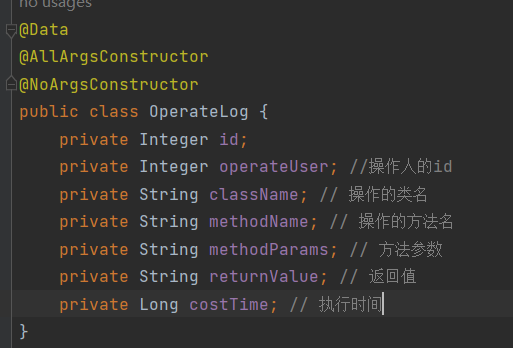 no usages
@Data
@AllArgsConstructor
@NoArgsConstructor
public class OperateLog {
    private Integer id;
    private Integer operateUser; //操作人的id
    private String className; // 操作的类名
    private String methodName; // 操作的方法名
    private String methodParams; // 方法参数
    private String returnValue; // 返回值
    private Long costTime; // 执行时间
}